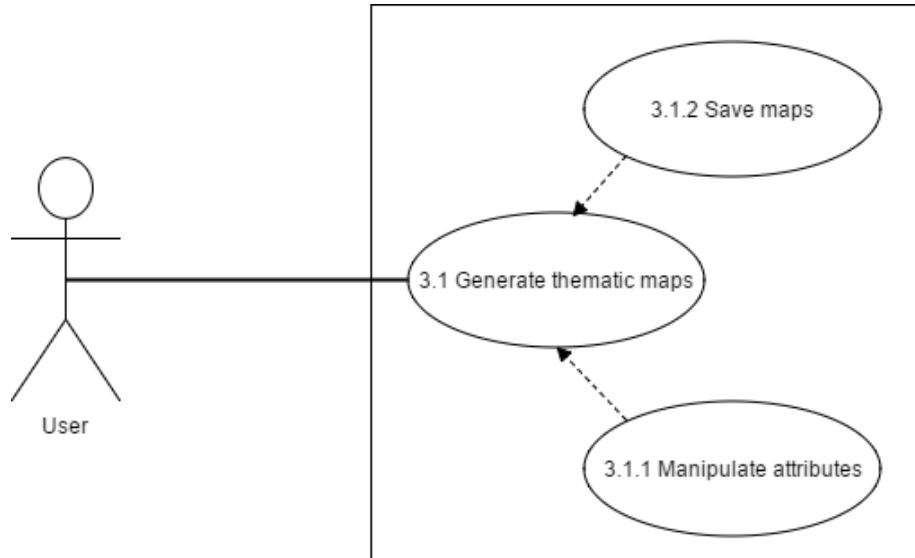 3.1.2 Save maps
3.1 Generate thematic maps
User
3.1.1 Manipulate attributes